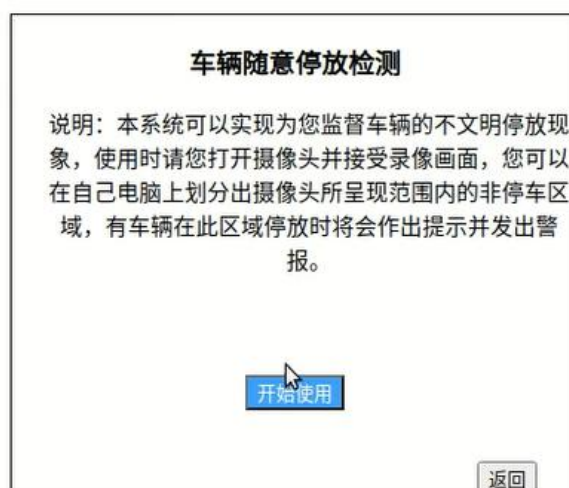 车辆随意停放检测
说明：本系统可以实现为您监督车辆的不文明停放现
象，使用时请您打开摄像头并接受录像画面，您可以
在自己电脑上划分出摄像头所呈现范围内的非停车区
域，有车辆在此区域停放时将会作出提示并发出警
报。
开始使用
返回